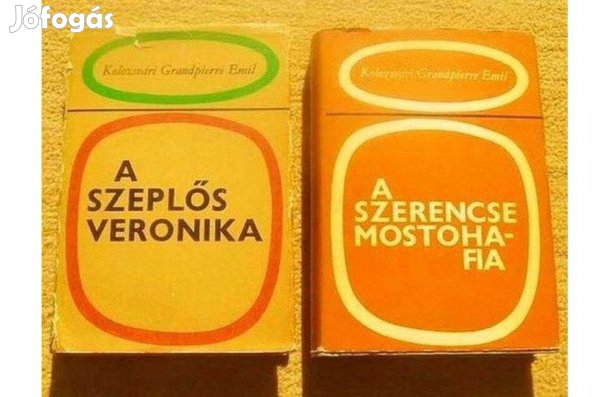 Jófogás
Kolozsvári Grandpierre Emil
A
SZEPLŐS
VERONIKA
Kolozsvári Grandpierre Emil
A
SZERENCSE
MOSTOHA-
FIA